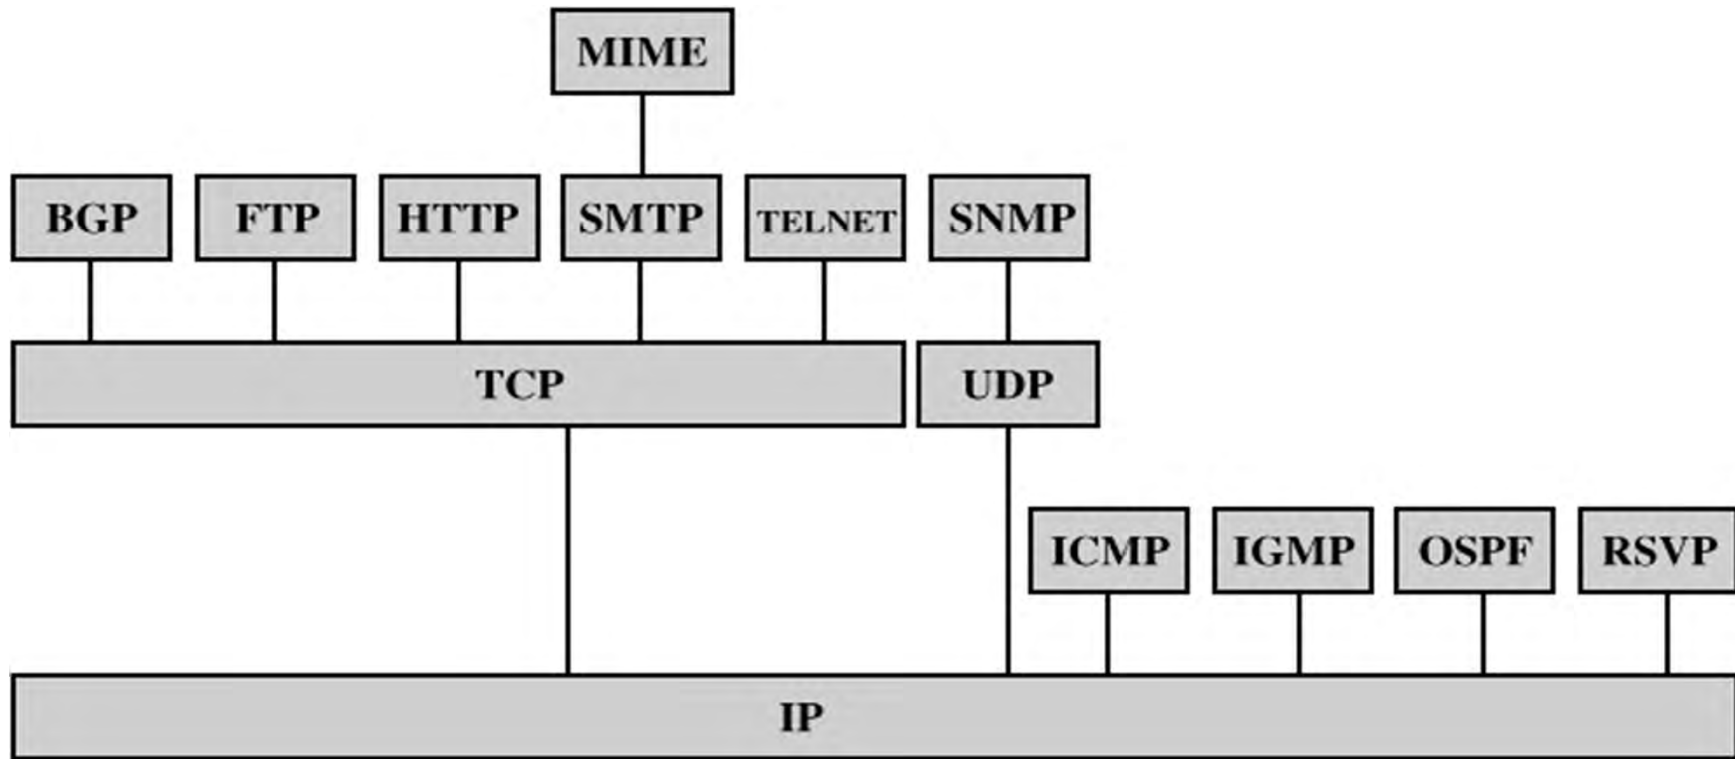 MIME
BGP FTP HTTP SMTP TELNET SNMP
TCP UDP
ICMP IGMP OSPF RSVP
IP